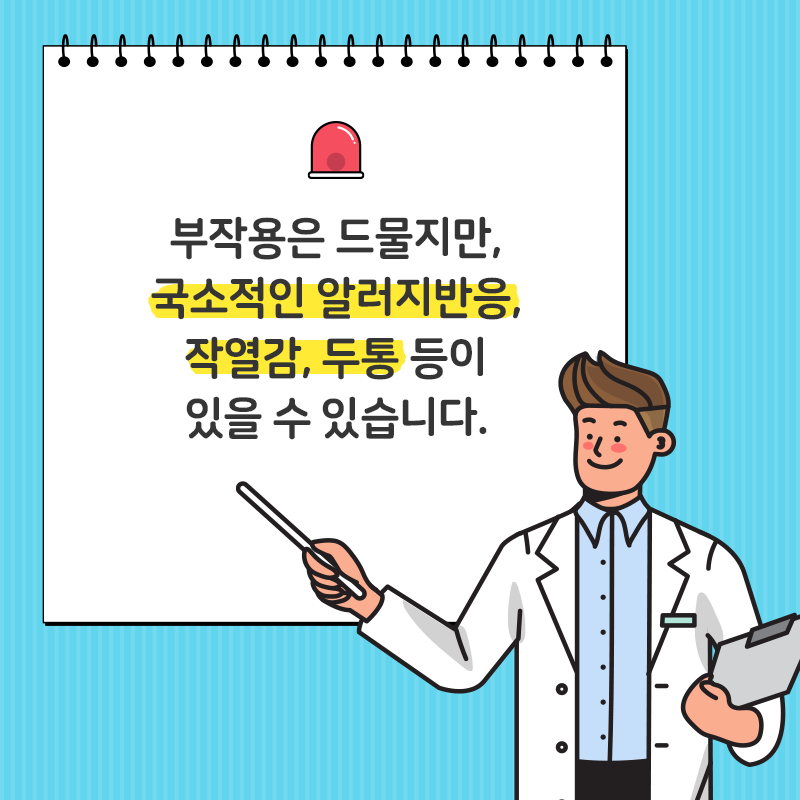 부작용은 드물지만,
국소적인 알러지반응,
작열감, 두통 등이
있을 수 있습니다.